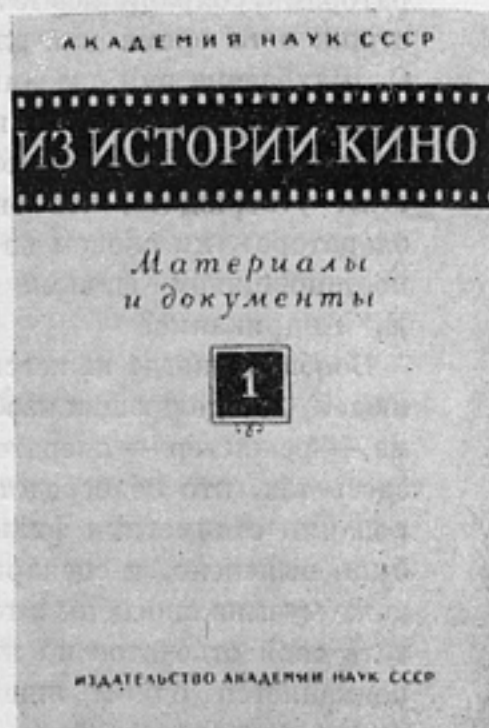 АКАДЕМИЯ НАУК СССР
ИЗ ИСТОРИИ КИНО
Материалы
и документы
1
ИЗДАТЕЛЬСТВО АКАДЕМИИ НАУК СССР